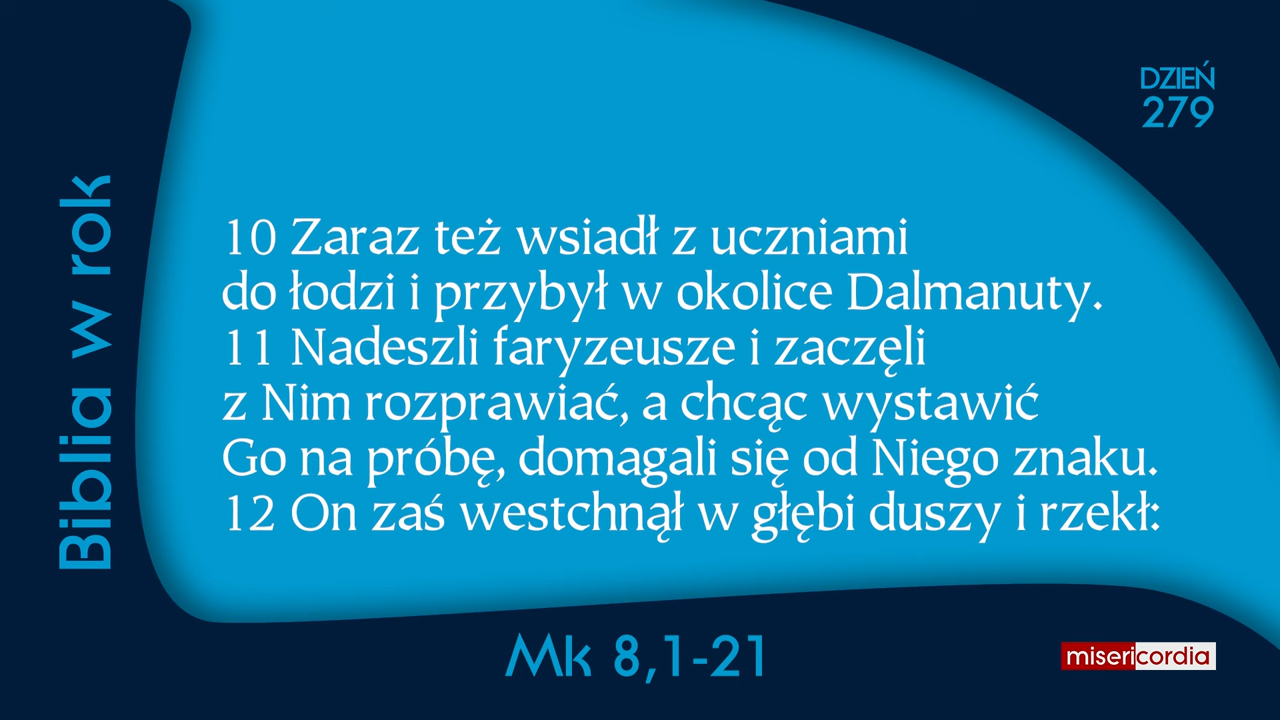 DZIEŃ
279
Biblia w rok
10 Zaraz też wsiadł z uczniami
do łodzi i przybył w okolice Dalmanuty.
11 Nadeszli faryzeusze i zaczęli
z Nim rozprawiać, a chcąc wystawić
Go na próbę, domagali się od Niego znaku.
12 On zaś westchnął w głębi duszy i rzekł:
Mk 8,1-21
misericordia